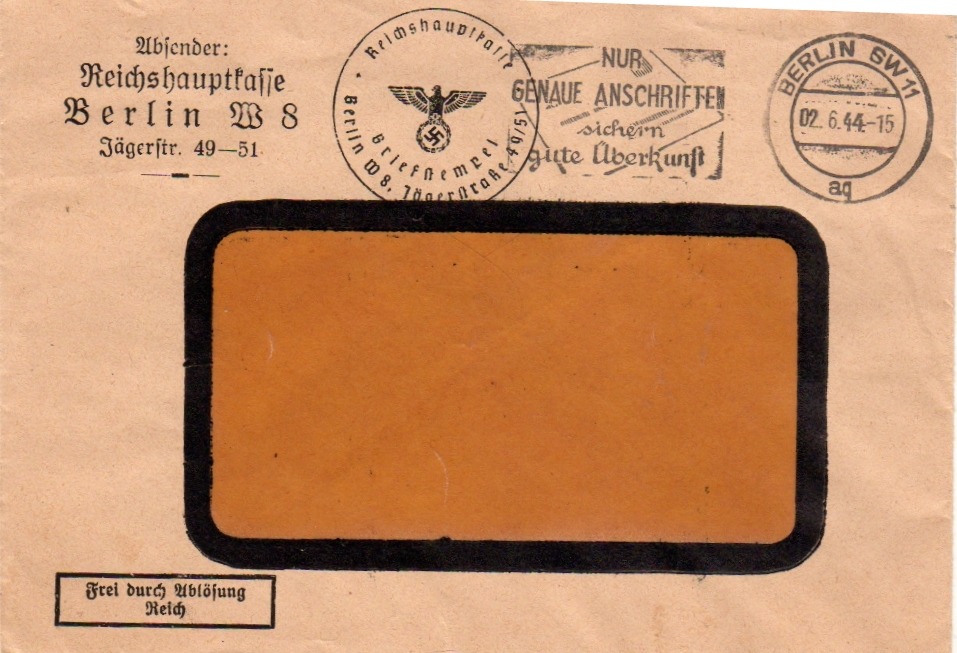 Absender:
Reichshauptkasse
Berlin W 8
Jägerstr. 49—51
Reichshauptkasse
Berlin W8, Jägerstraße 49/51
Briefstempel
NUR
GENAUE ANSCHRIFTEN
sichern
gute Überkunft
BERLIN SW 11
02.6.44-15
aq
Frei durch Ablösung
Reich